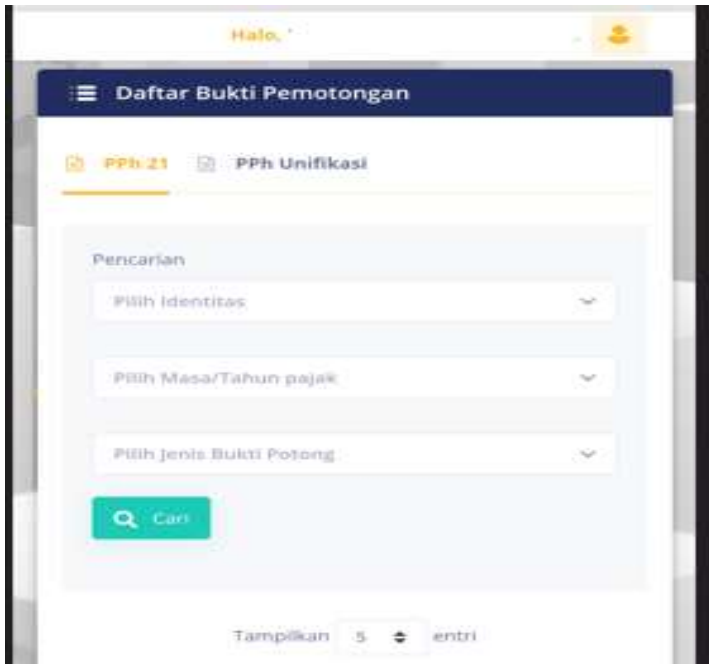 Halo,
Daftar Bukti Pemotongan
PPh 21 PPh Unifikasi
Pencarian
Pilih Identitas
Pilih Masa/Tahun pajak
Pilih Jenis Bukti Potong
Cari
Tampilkan 5 entri